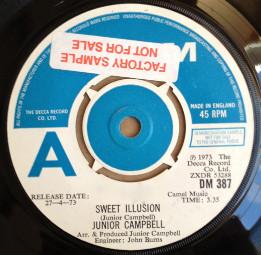 FACTORY SAMPLE
NOT FOR SALE
THE DECCA RECORD
CO. LTD.
MADE IN ENGLAND
45 RPM
A
℗ 1973 The Decca
Record Co. Ltd.
ZXDR 53288
DM 387
RELEASE DATE:
27-4-73
Camel Music
TIME: 3.35
SWEET ILLUSION
(Junior Campbell)
JUNIOR CAMPBELL
Arr. & Produced Junior Campbell
Engineer: John Burns